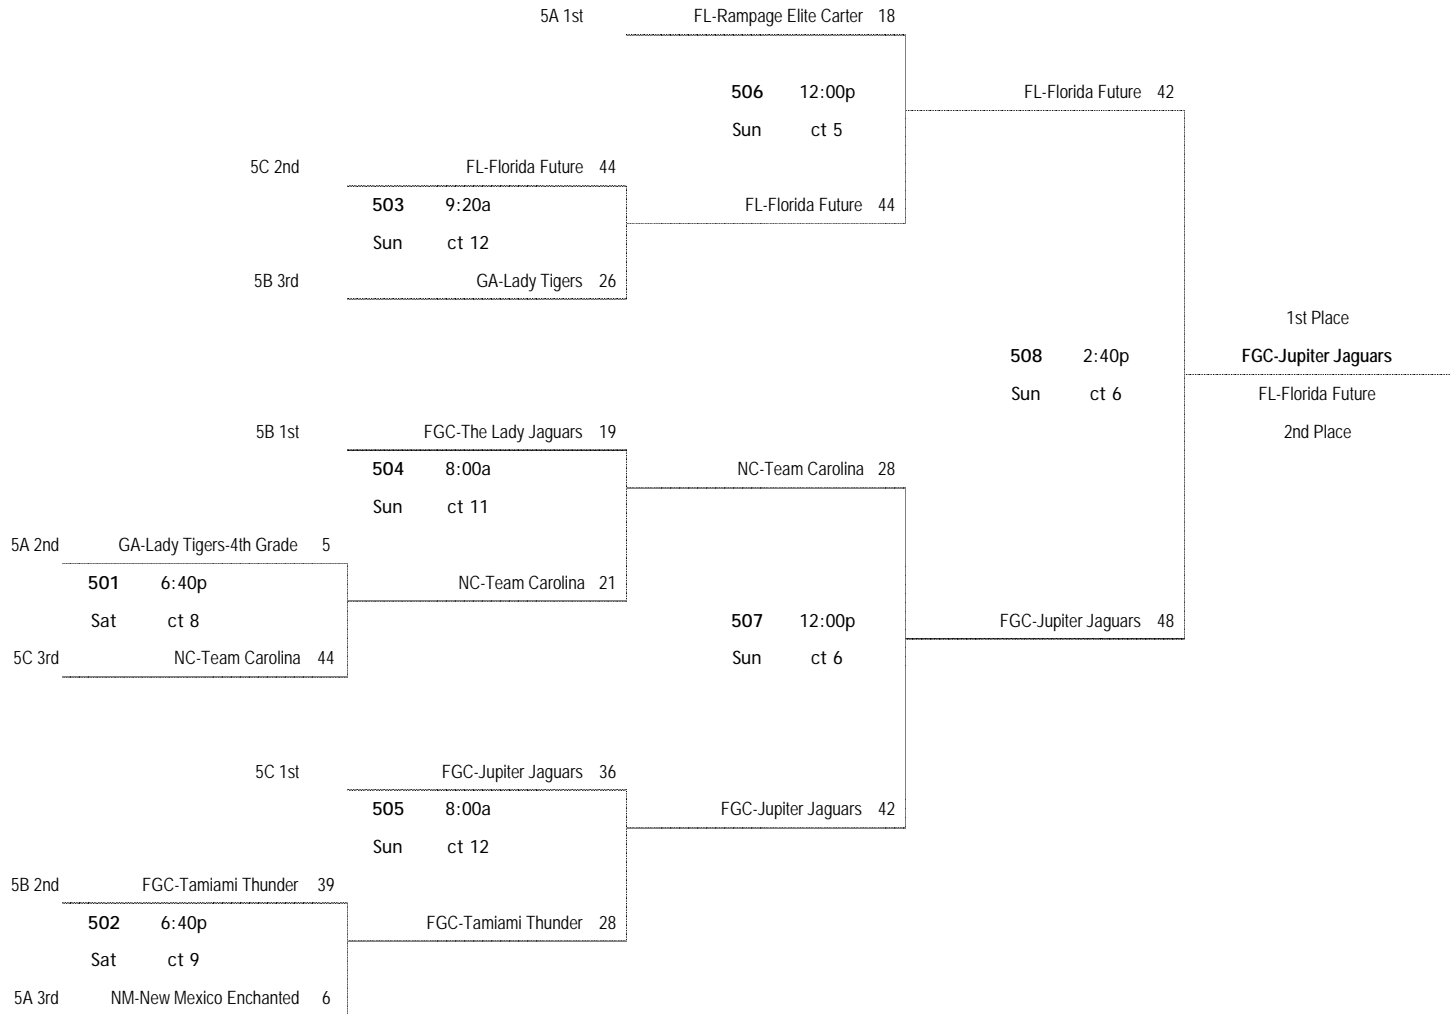 5A 1st FL-Rampage Elite Carter 18
506 12:00p FL-Florida Future 42
Sun ct 5
5C 2nd FL-Florida Future 44
503 9:20a FL-Florida Future 44
Sun ct 12
5B 3rd GA-Lady Tigers 26
1st Place
508 2:40p FGC-Jupiter Jaguars
Sun ct 6 FL-Florida Future
5B 1st FGC-The Lady Jaguars 19 2nd Place
504 8:00a NC-Team Carolina 28
Sun ct 11
5A 2nd GA-Lady Tigers-4th Grade 5
501 6:40p NC-Team Carolina 21
Sat ct 8 507 12:00p FGC-Jupiter Jaguars 48
5C 3rd NC-Team Carolina 44 Sun ct 6
5C 1st FGC-Jupiter Jaguars 36
505 8:00a FGC-Jupiter Jaguars 42
Sun ct 12
5B 2nd FGC-Tamiami Thunder 39
502 6:40p FGC-Tamiami Thunder 28
Sat ct 9
5A 3rd NM-New Mexico Enchanted 6